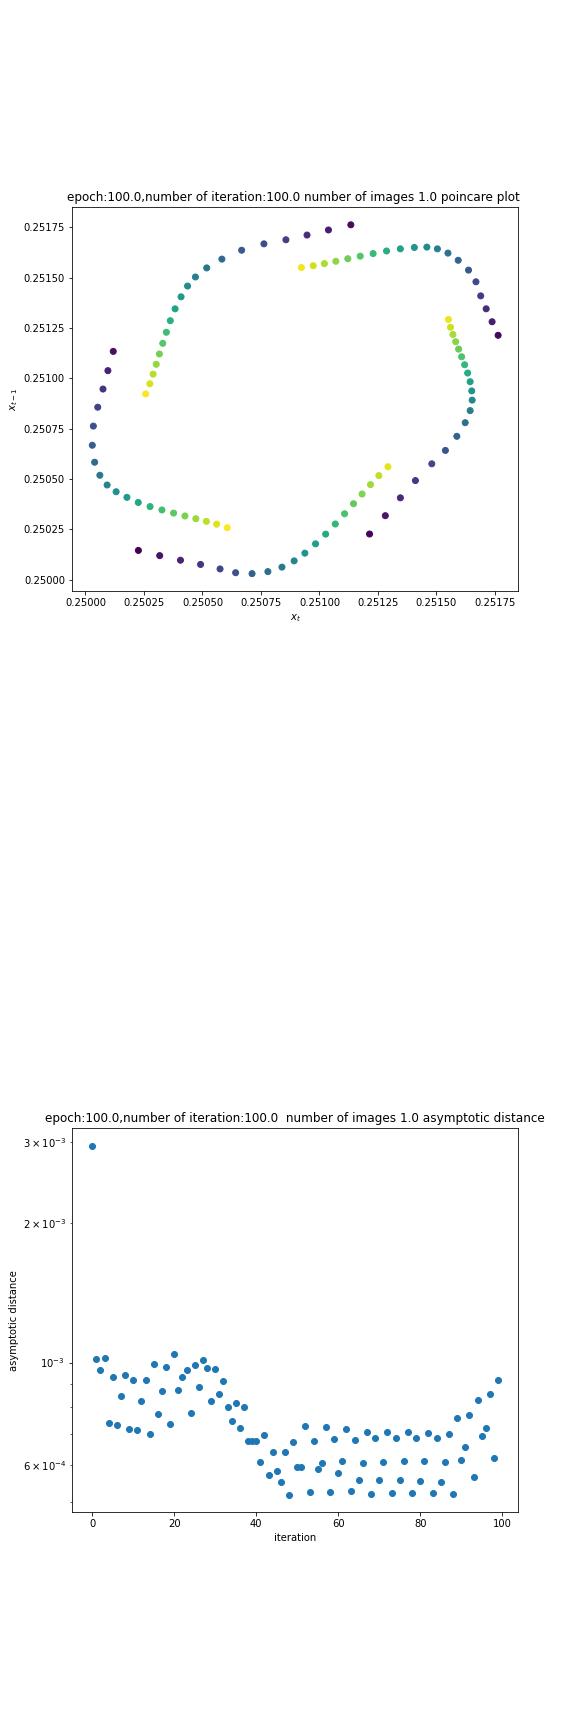 epoch:100.0,number of iteration:100.0 number of images 1.0 poincare plot
0.25175
0.25150
0.25125
0.25100
0.25075
0.25050
0.25025
0.25000
x_{t-1}
0.25000 0.25025 0.25050 0.25075 0.25100 0.25125 0.25150 0.25175
x_t
epoch:100.0,number of iteration:100.0  number of images 1.0 asymptotic distance
3 × 10⁻³
2 × 10⁻³
10⁻³
6 × 10⁻⁴
asymptotic distance
0 20 40 60 80 100
iteration